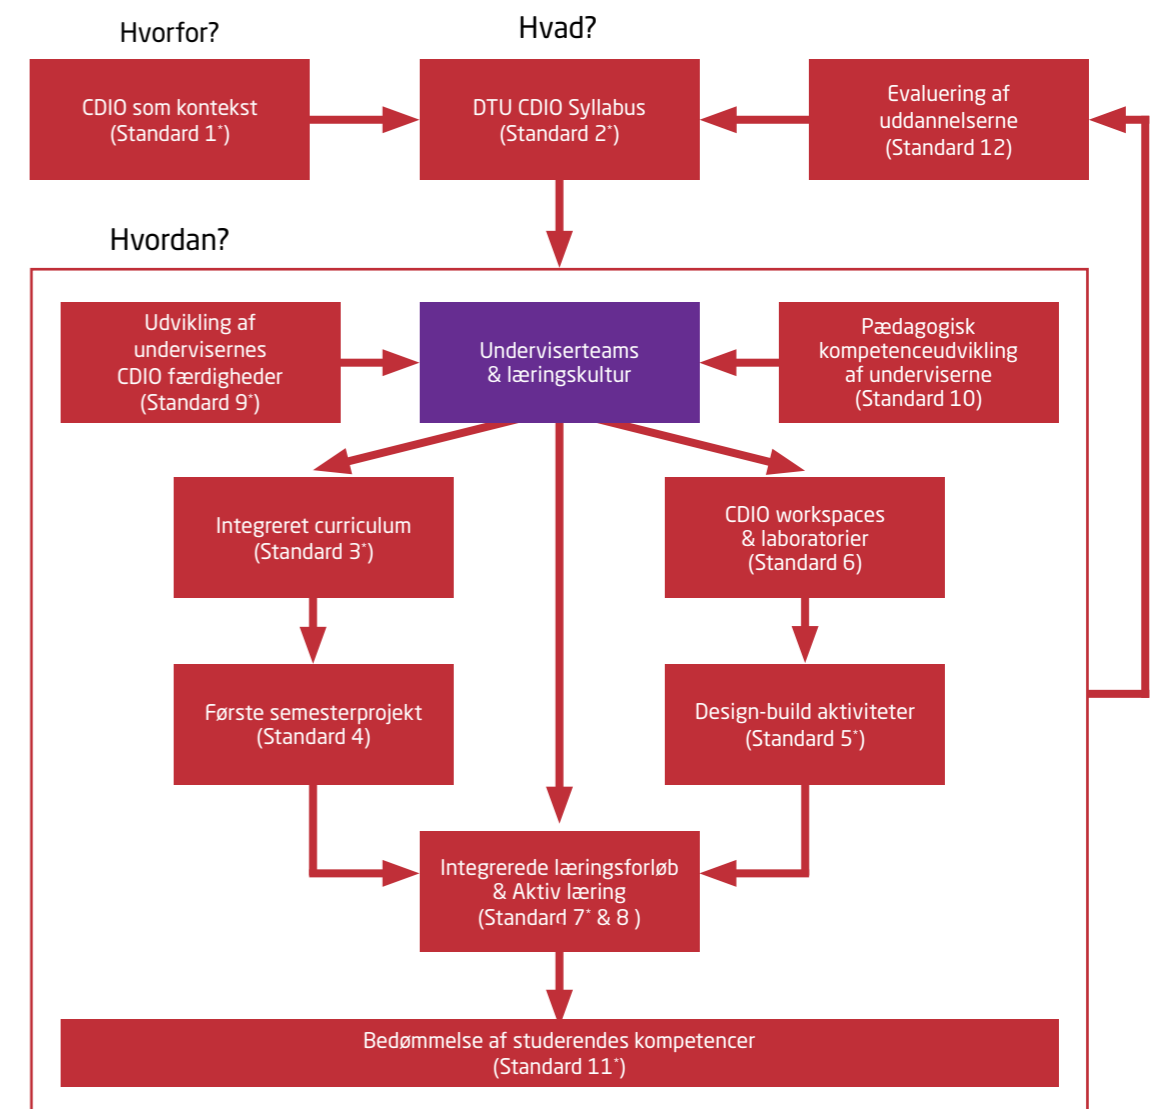 Hvorfor?
Hvad?
CDIO som kontekst
(Standard 1*)
DTU CDIO Syllabus
(Standard 2*)
Evaluering af
uddannelserne
(Standard 12)
Hvordan?
Udvikling af
undervisernes
CDIO færdigheder
(Standard 9*)
Underviserteams
& læringskultur
Pædagogisk
kompetenceudvikling
af underviserne
(Standard 10)
Integreret curriculum
(Standard 3*)
CDIO workspaces
& laboratorier
(Standard 6)
Første semesterprojekt
(Standard 4)
Design-build aktiviteter
(Standard 5*)
Integrerede læringsforløb
& Aktiv læring
(Standard 7* & 8 )
Bedømmelse af studerendes kompetencer
(Standard 11*)